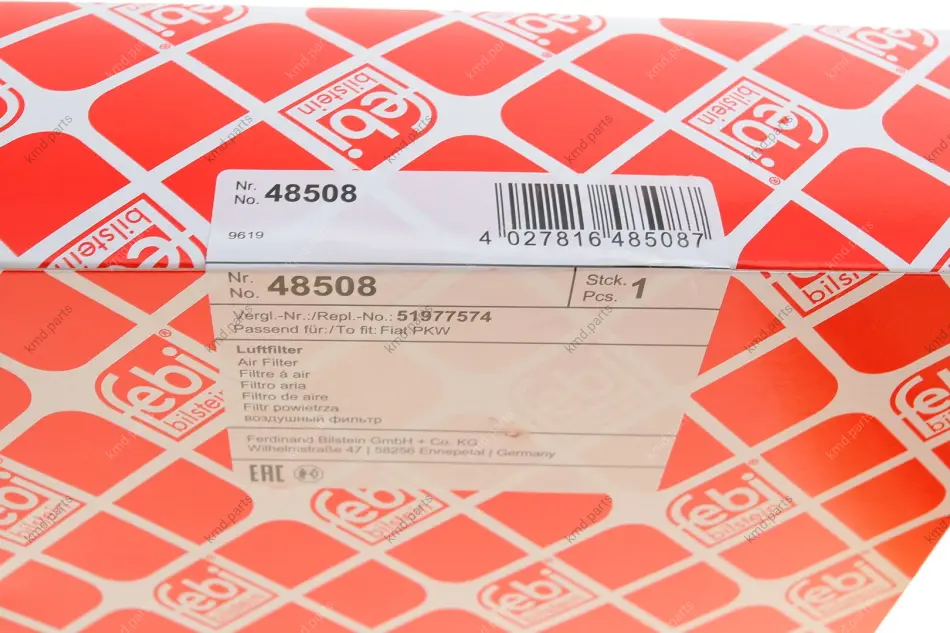 febi
bilstein
Nr.
No. 48508
9619
4 027816 485087
Nr.
No. 48508
Stck.
Pcs. 1
Vergl.-Nr.:/Repl.-No.: 51977574
Passend für:/To fit: Fiat PKW
Luftfilter
Air Filter
Filtre à air
Filtro aria
Filtro de aire
Filtr powietrza
воздушный фильтр
Ferdinand Bilstein GmbH + Co. KG
Wilhelmstraße 47 | 58256 Ennepetal | Germany
EAC
febi
bilstein
kmd.parts